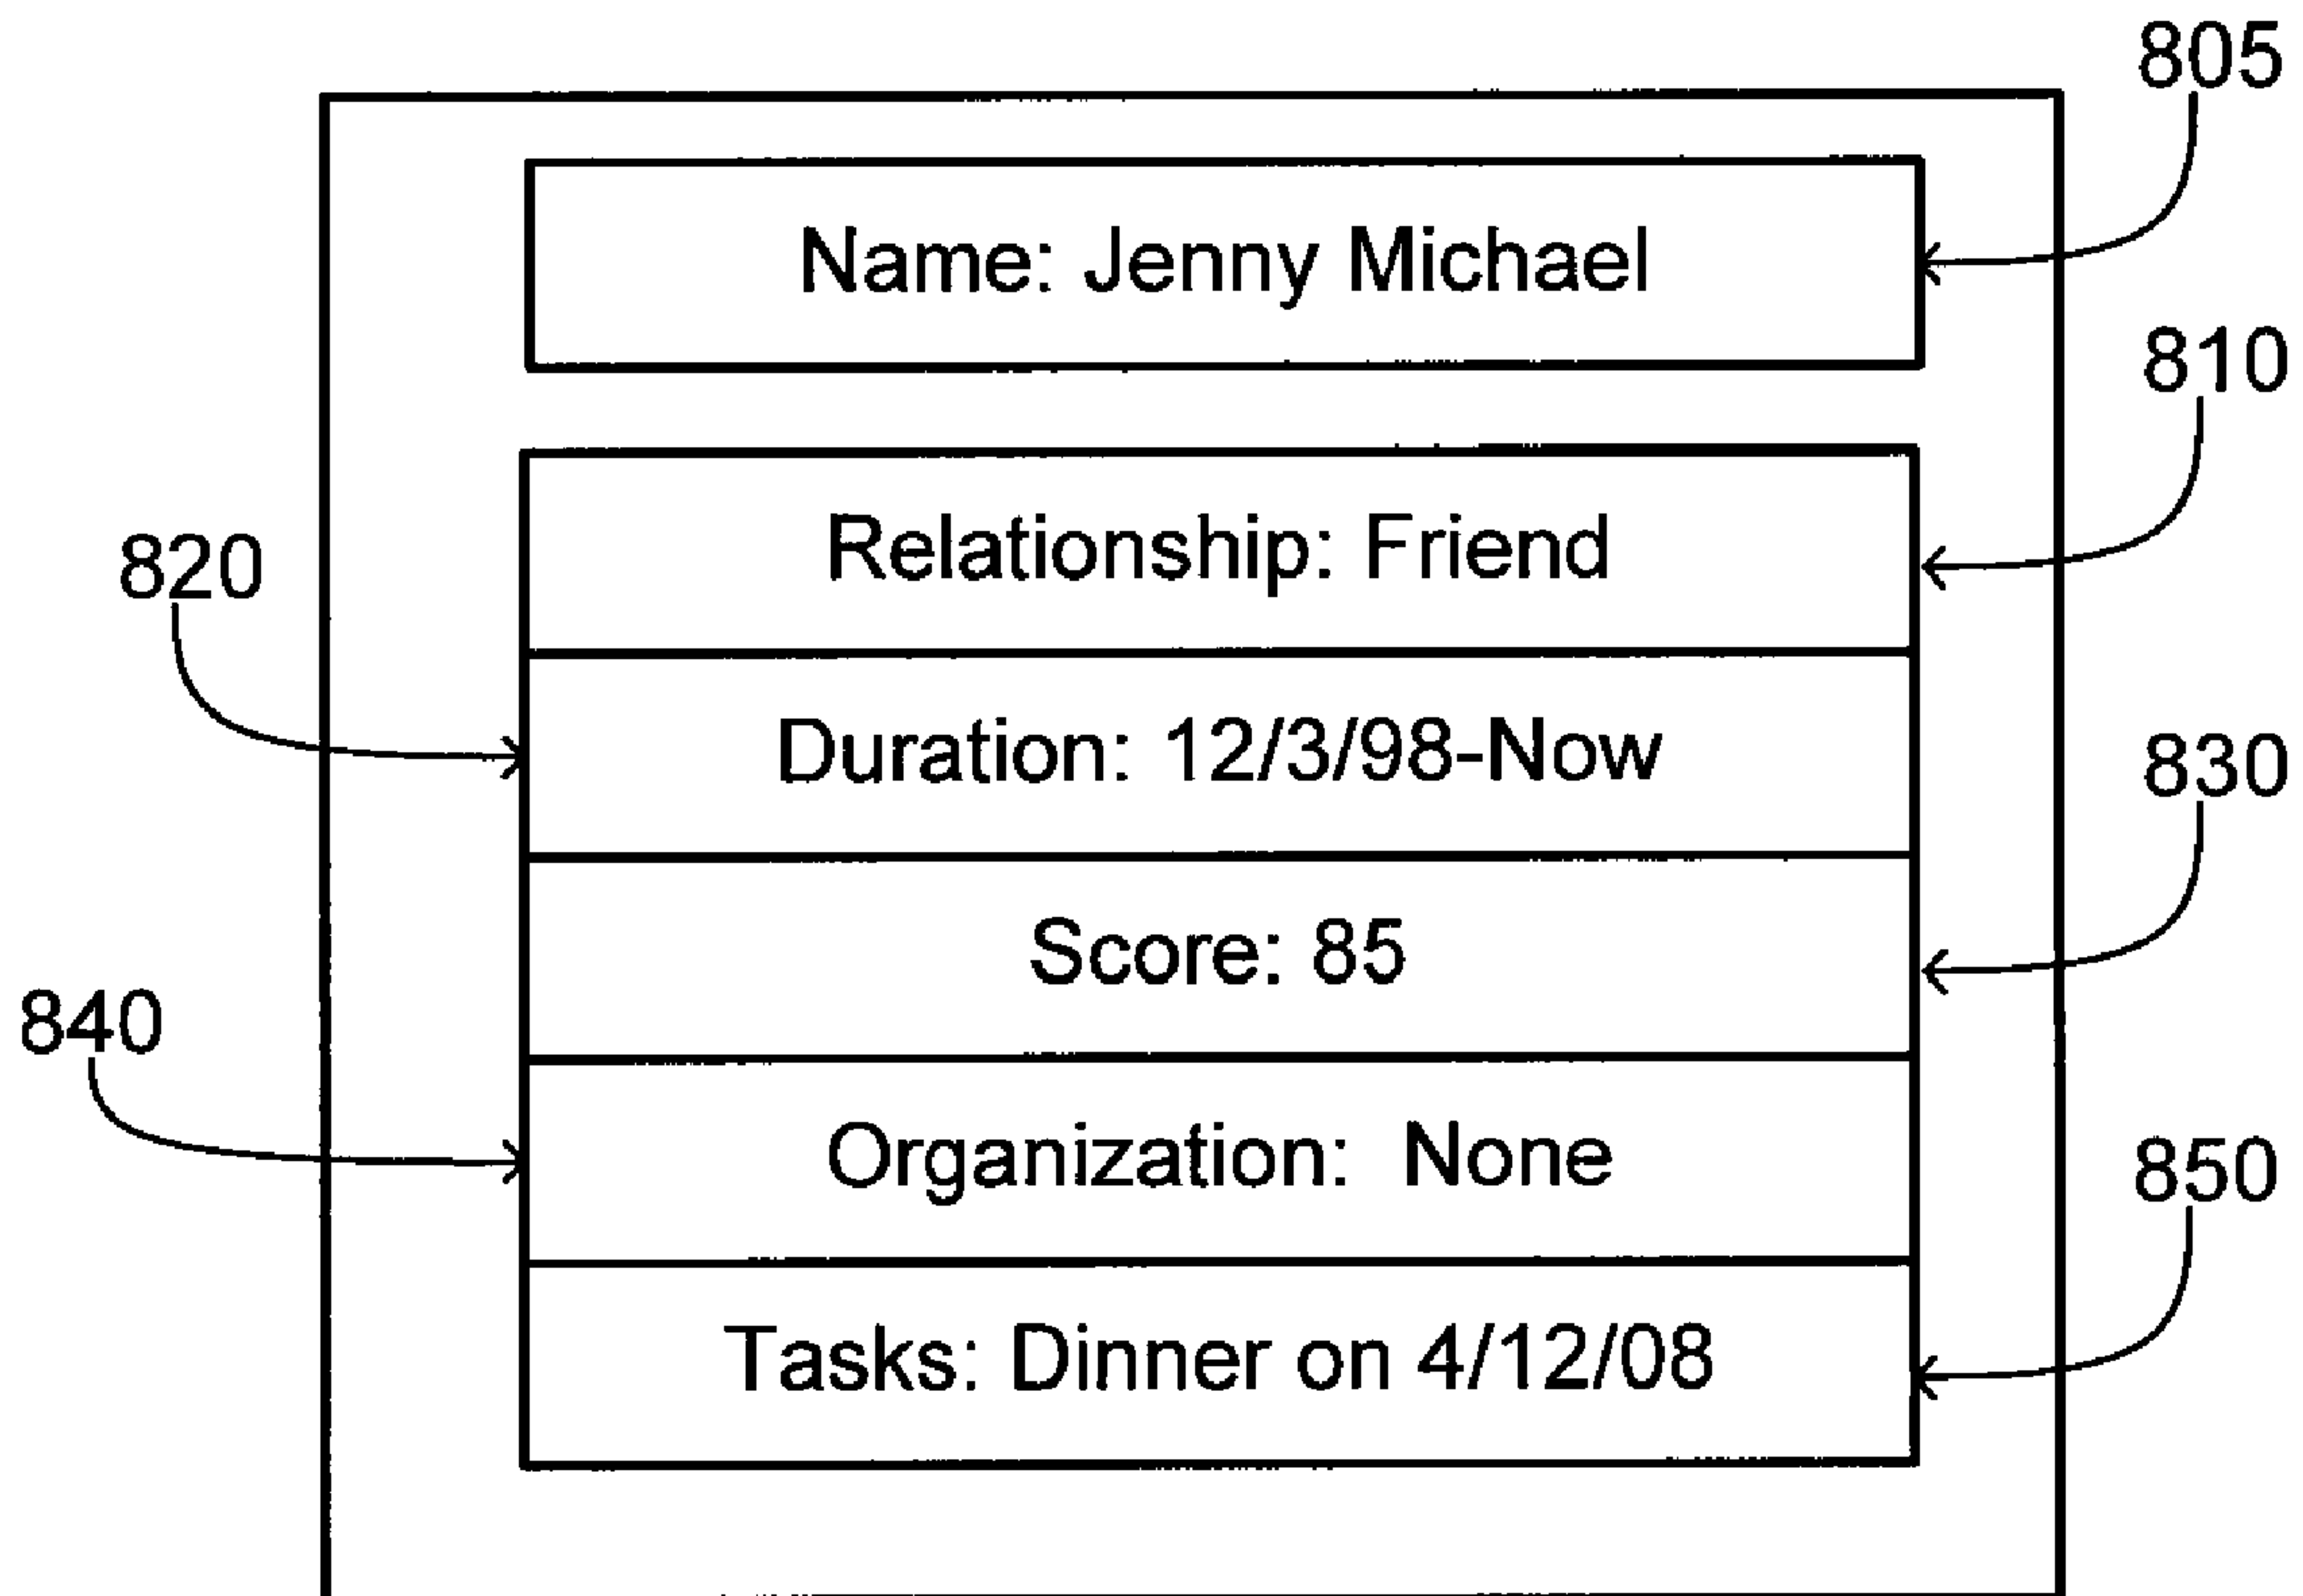 805
Name: Jenny Michael
810
Relationship: Friend
820
Duration: 12/3/98-Now
830
Score: 85
840
Organization:  None
850
Tasks: Dinner on 4/12/08